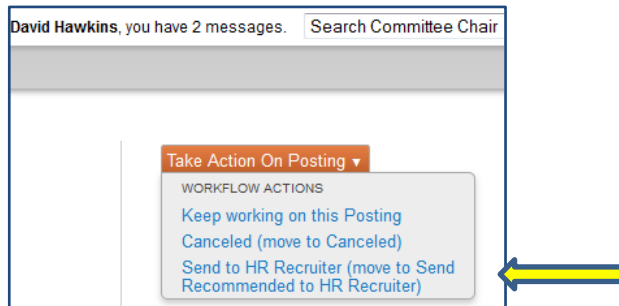 David Hawkins, you have 2 messages. Search Committee Chair
Take Action On Posting ▾
WORKFLOW ACTIONS
Keep working on this Posting
Canceled (move to Canceled)
Send to HR Recruiter (move to Send
Recommended to HR Recruiter)